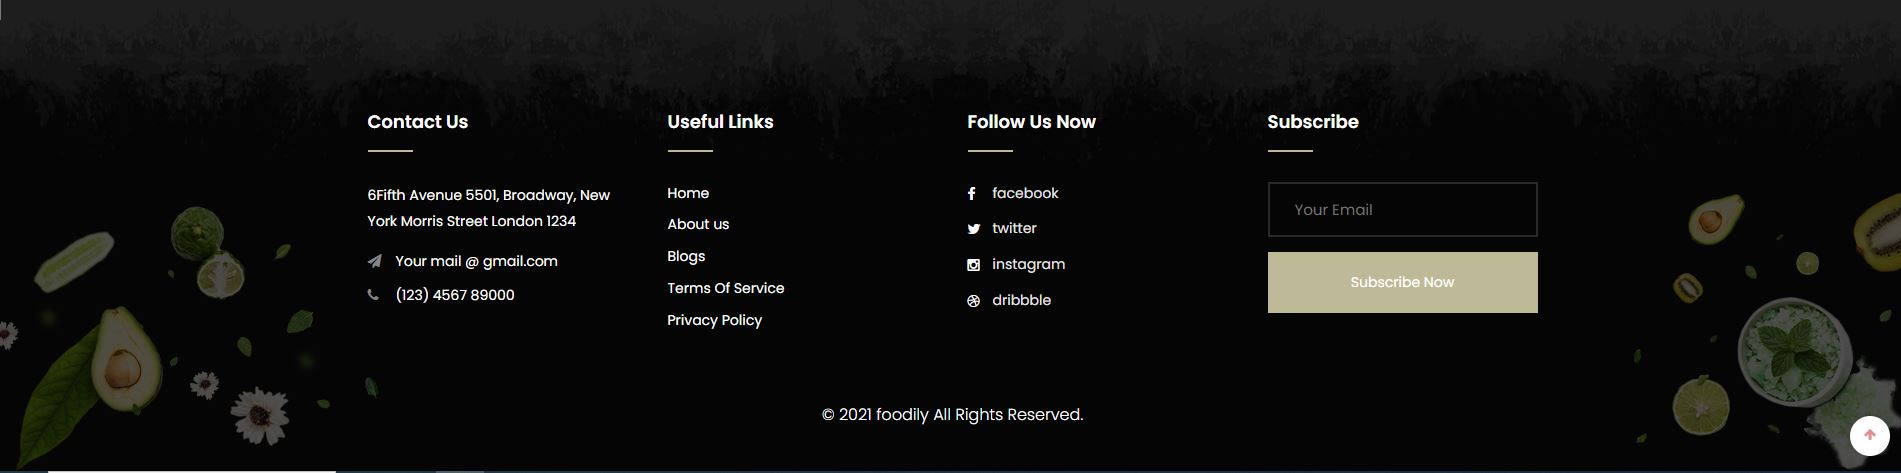 Contact Us
6Fifth Avenue 5501, Broadway, New
York Morris Street London 1234
Your mail @ gmail.com
(123) 4567 89000
Useful Links
Home
About us
Blogs
Terms Of Service
Privacy Policy
Follow Us Now
facebook
twitter
instagram
dribbble
Subscribe
Your Email
Subscribe Now
© 2021 foodily All Rights Reserved.